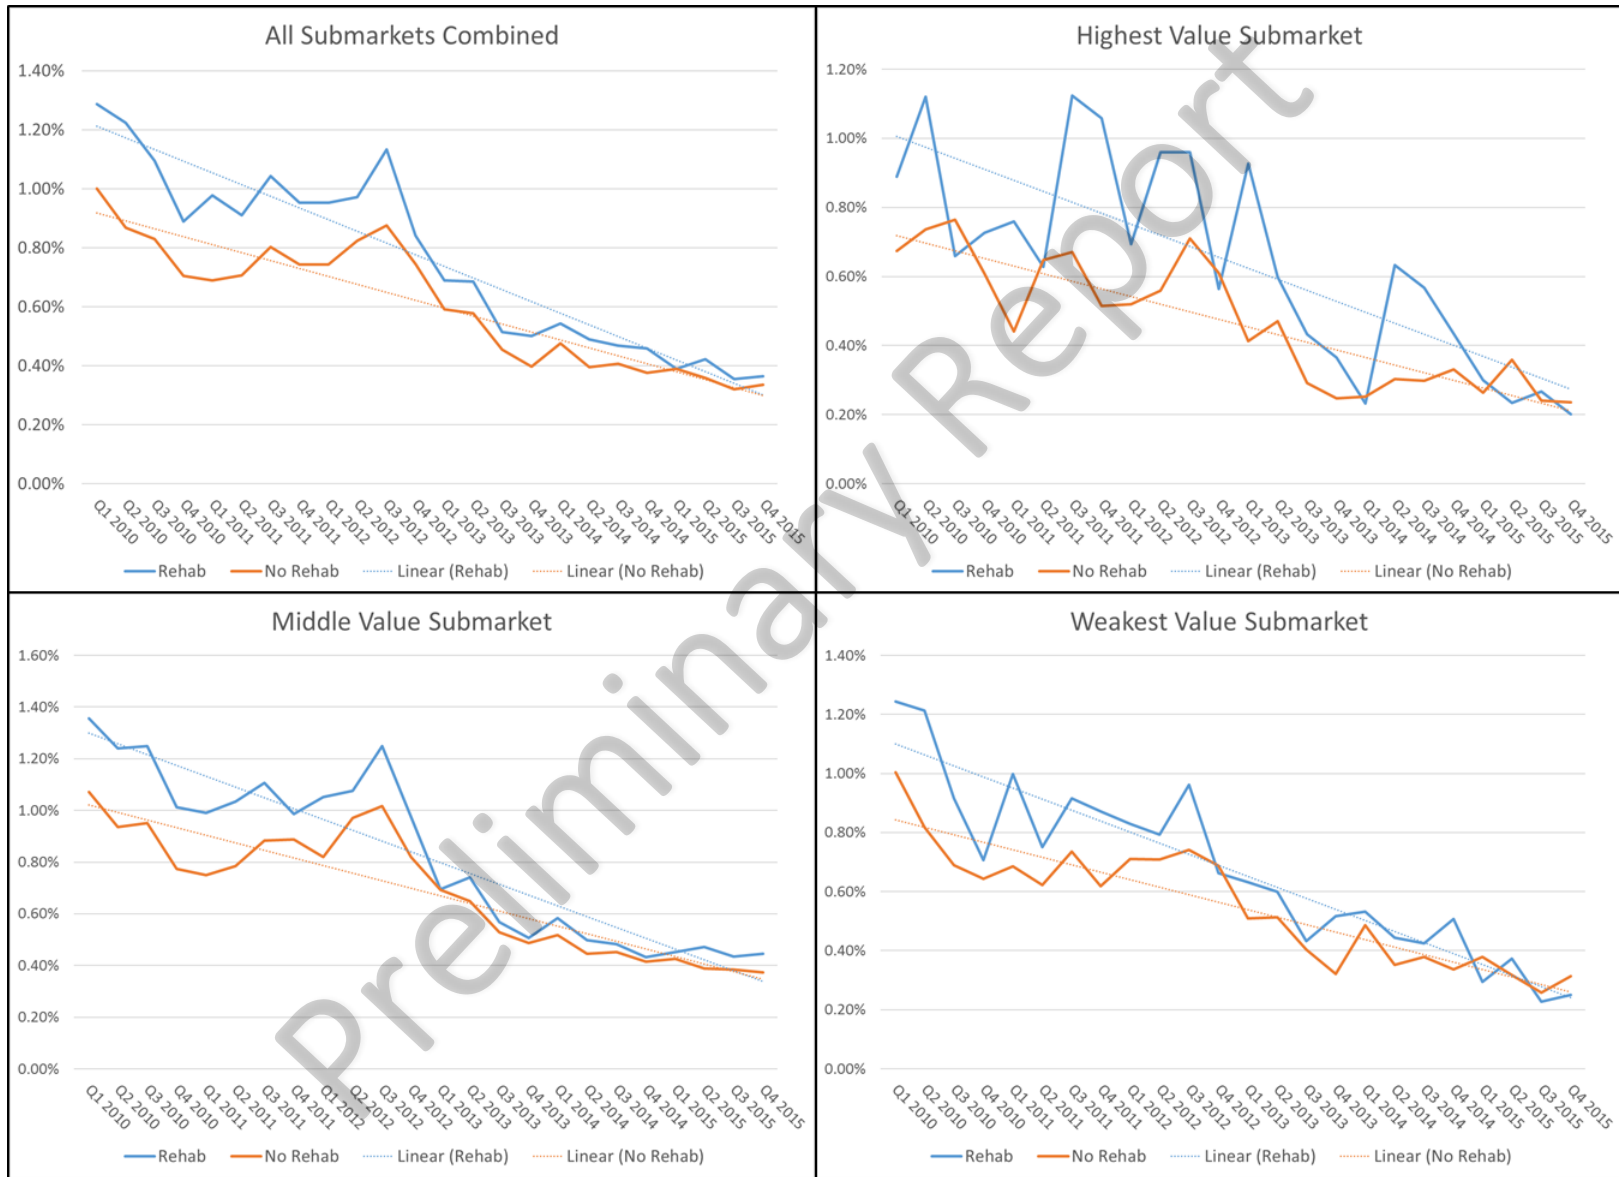 All Submarkets Combined
1.40%
1.20%
1.00%
0.80%
0.60%
0.40%
0.20%
0.00%
Q1 2010
Q2 2010
Q3 2010
Q4 2010
Q1 2011
Q2 2011
Q3 2011
Q4 2011
Q1 2012
Q2 2012
Q3 2012
Q4 2012
Q1 2013
Q2 2013
Q3 2013
Q4 2013
Q1 2014
Q2 2014
Q3 2014
Q4 2014
Q1 2015
Q2 2015
Q3 2015
Q4 2015
Rehab No Rehab Linear (Rehab) Linear (No Rehab)
Highest Value Submarket
1.20%
1.00%
0.80%
0.60%
0.40%
0.20%
0.00%
Q1 2010
Q2 2010
Q3 2010
Q4 2010
Q1 2011
Q2 2011
Q3 2011
Q4 2011
Q1 2012
Q2 2012
Q3 2012
Q4 2012
Q1 2013
Q2 2013
Q3 2013
Q4 2013
Q1 2014
Q2 2014
Q3 2014
Q4 2014
Q1 2015
Q2 2015
Q3 2015
Q4 2015
Rehab No Rehab Linear (Rehab) Linear (No Rehab)
Middle Value Submarket
1.60%
1.40%
1.20%
1.00%
0.80%
0.60%
0.40%
0.20%
0.00%
Q1 2010
Q2 2010
Q3 2010
Q4 2010
Q1 2011
Q2 2011
Q3 2011
Q4 2011
Q1 2012
Q2 2012
Q3 2012
Q4 2012
Q1 2013
Q2 2013
Q3 2013
Q4 2013
Q1 2014
Q2 2014
Q3 2014
Q4 2014
Q1 2015
Q2 2015
Q3 2015
Q4 2015
Rehab No Rehab Linear (Rehab) Linear (No Rehab)
Weakest Value Submarket
1.40%
1.20%
1.00%
0.80%
0.60%
0.40%
0.20%
0.00%
Q1 2010
Q2 2010
Q3 2010
Q4 2010
Q1 2011
Q2 2011
Q3 2011
Q4 2011
Q1 2012
Q2 2012
Q3 2012
Q4 2012
Q1 2013
Q2 2013
Q3 2013
Q4 2013
Q1 2014
Q2 2014
Q3 2014
Q4 2014
Q1 2015
Q2 2015
Q3 2015
Q4 2015
Rehab No Rehab Linear (Rehab) Linear (No Rehab)
Preliminary Report